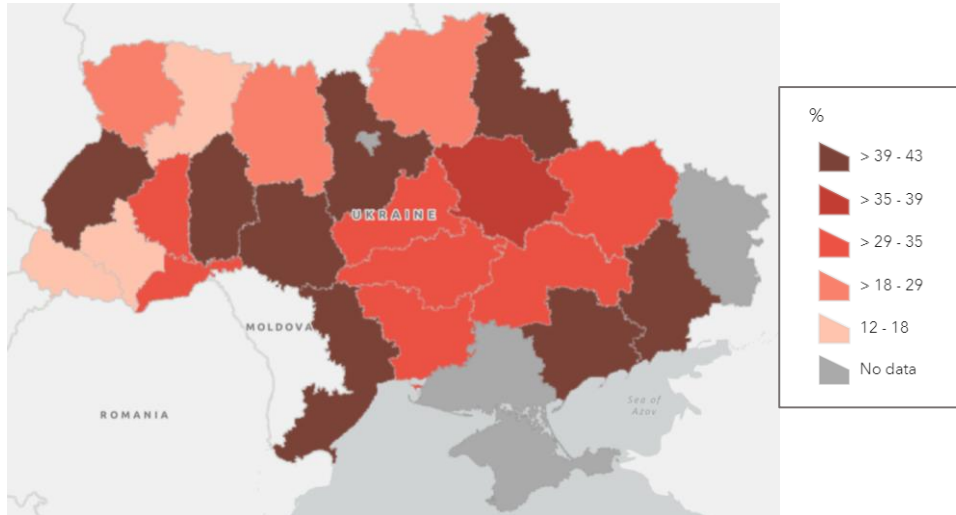 UKRAINE
MOLDOVA
ROMANIA
Sea of
Azov
%
> 39 - 43
> 35 - 39
> 29 - 35
> 18 - 29
12 - 18
No data